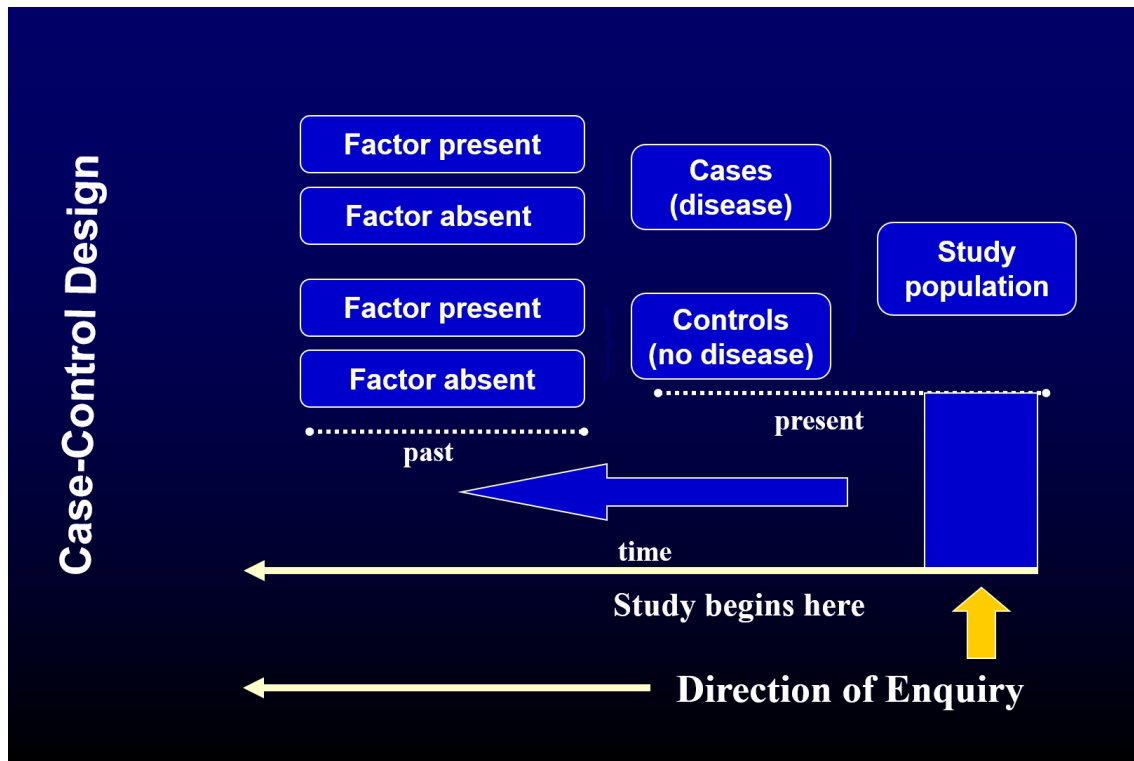 Case-Control Design
Factor present
Factor absent
Factor present
Factor absent
Cases
(disease)
Controls
(no disease)
Study
population
past
present
time
Study begins here
Direction of Enquiry